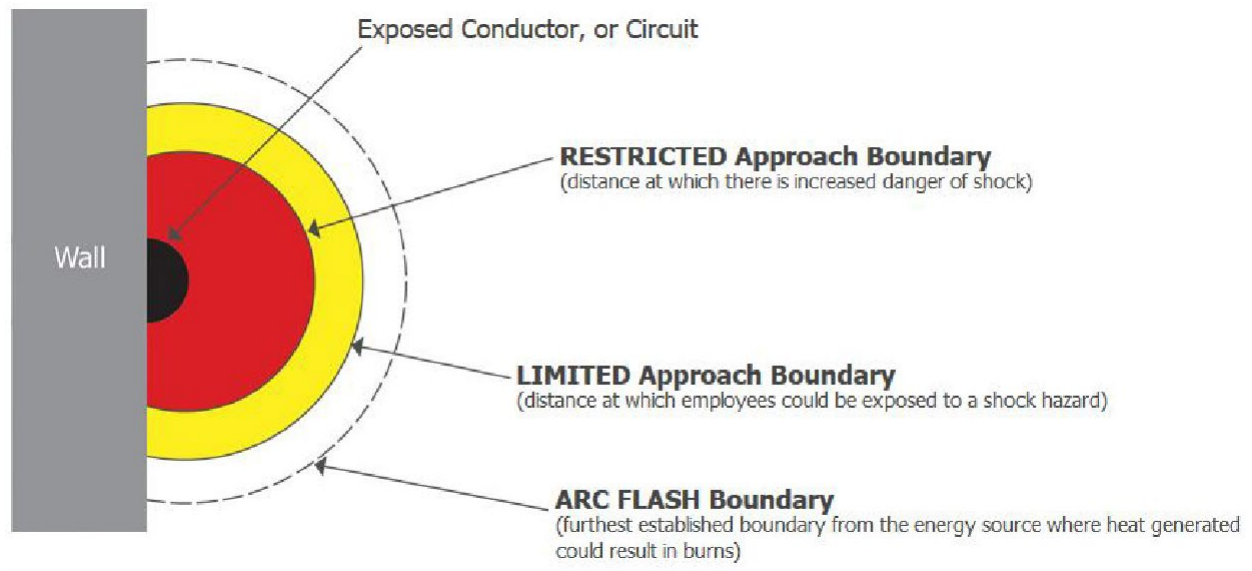 Exposed Conductor, or Circuit
RESTRICTED Approach Boundary
(distance at which there is increased danger of shock)
Wall
LIMITED Approach Boundary
(distance at which employees could be exposed to a shock hazard)
ARC FLASH Boundary
(furthest established boundary from the energy source where heat generated
could result in burns)